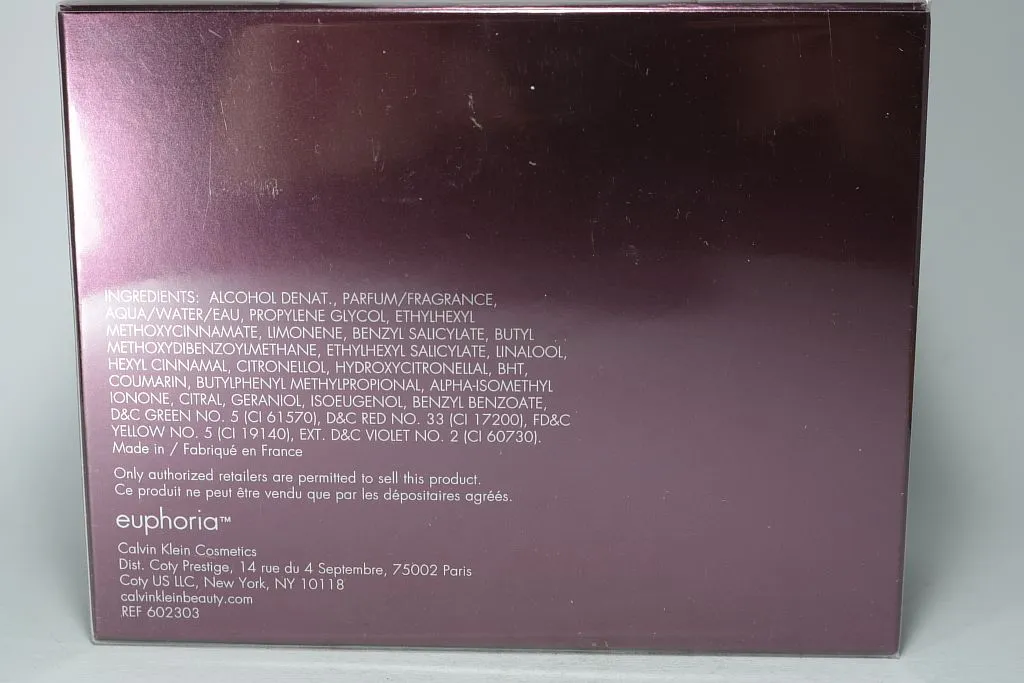 INGREDIENTS: ALCOHOL DENAT., PARFUM/FRAGRANCE,
AQUA/WATER/EAU, PROPYLENE GLYCOL, ETHYLHEXYL
METHOXYCINNAMATE, LIMONENE, BENZYL SALICYLATE, BUTYL
METHOXYDIBENZOYLMETHANE, ETHYLHEXYL SALICYLATE, LINALOOL,
HEXYL CINNAMAL, CITRONELLOL, HYDROXYCITRONELLAL, BHT,
COUMARIN, BUTYLPHENYL METHYLPROPIONAL, ALPHA-ISOMETHYL
IONONE, CITRAL, GERANIOL, ISOEUGENOL, BENZYL BENZOATE,
D&C GREEN NO. 5 (CI 61570), D&C RED NO. 33 (CI 17200), FD&C
YELLOW NO. 5 (CI 19140), EXT. D&C VIOLET NO. 2 (CI 60730).
Made in / Fabriqué en France
Only authorized retailers are permitted to sell this product.
Ce produit ne peut être vendu que par les dépositaires agréés.
euphoria™
Calvin Klein Cosmetics
Dist. Coty Prestige, 14 rue du 4 Septembre, 75002 Paris
Coty US LLC, New York, NY 10118
calvinkleinbeauty.com
REF 602303